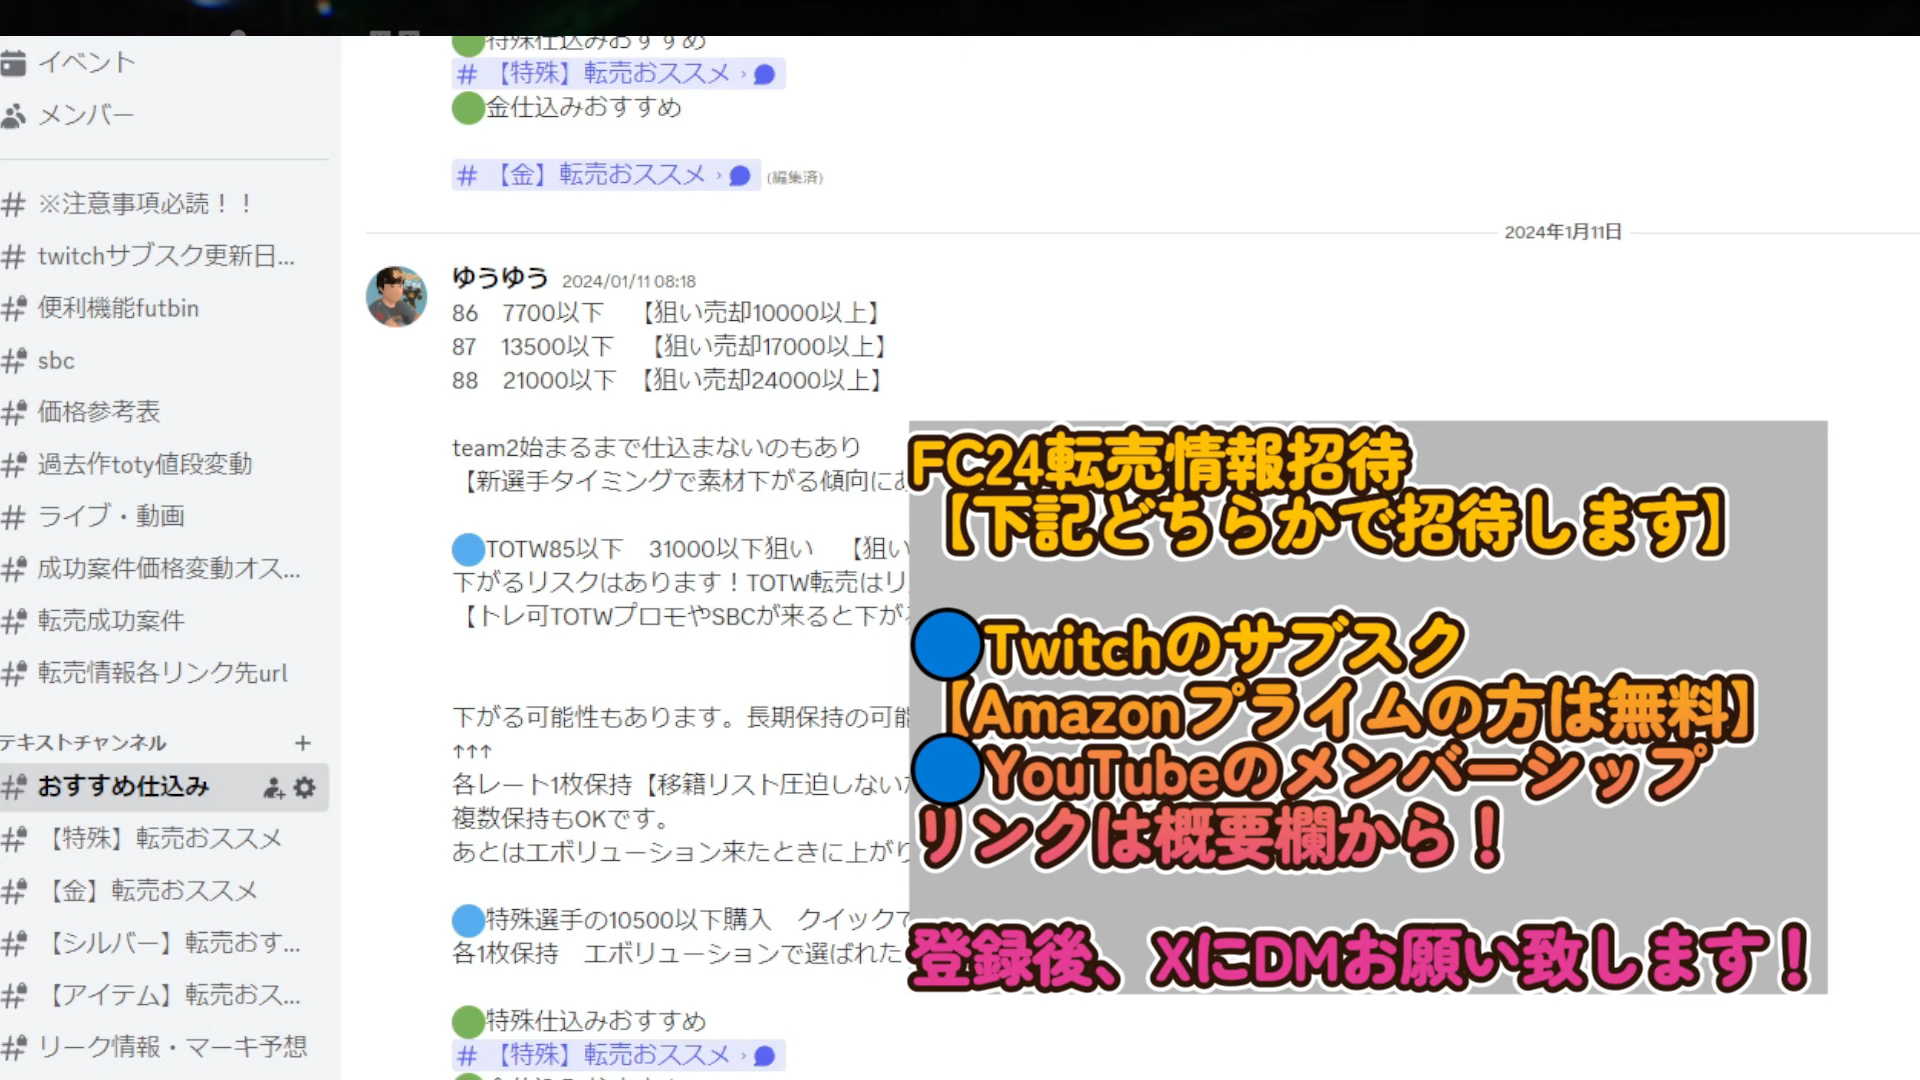 イベント
メンバー
※注意事項必読！！
twitchサブスク更新日...
便利機能futbin
sbc
価格参考表
過去作toty値段変動
ライブ・動画
成功案件価格変動オス...
転売成功案件
転売情報各リンク先url
テキストチャンネル
おすすめ仕込み
【特殊】転売おススメ
【金】転売おススメ
【シルバー】転売おす...
【アイテム】転売おス...
リーク情報・マーキ予想
特殊仕込みおすすめ
# 【特殊】転売おススメ ›
金仕込みおすすめ
# 【金】転売おススメ › (編集済)
2024年1月11日
ゆうゆう 2024/01/11 08:18
86 7700以下 【狙い売却10000以上】
87 13500以下 【狙い売却17000以上】
88 21000以下 【狙い売却24000以上】
team2始まるまで仕込まないのもあり
【新選手タイミングで素材下がる傾向に
TOTW85以下 31000以下狙い 【狙い
下がるリスクはあります！TOTW転売はリ
【トレ可TOTWプロモやSBCが来ると下が
下がる可能性もあります。長期保持の可
↑↑↑
各レート1枚保持【移籍リスト圧迫しない
複数保持もOKです。
あとはエボリューション来たときに上がり
特殊選手の10500以下購入 クイックで
各1枚保持 エボリューションで選ばれた
特殊仕込みおすすめ
# 【特殊】転売おススメ ›
FC24転売情報招待
【下記どちらかで招待します】
Twitchのサブスク
【Amazonプライムの方は無料】
YouTubeのメンバーシップ
リンクは概要欄から！
登録後、XにDMお願い致します！